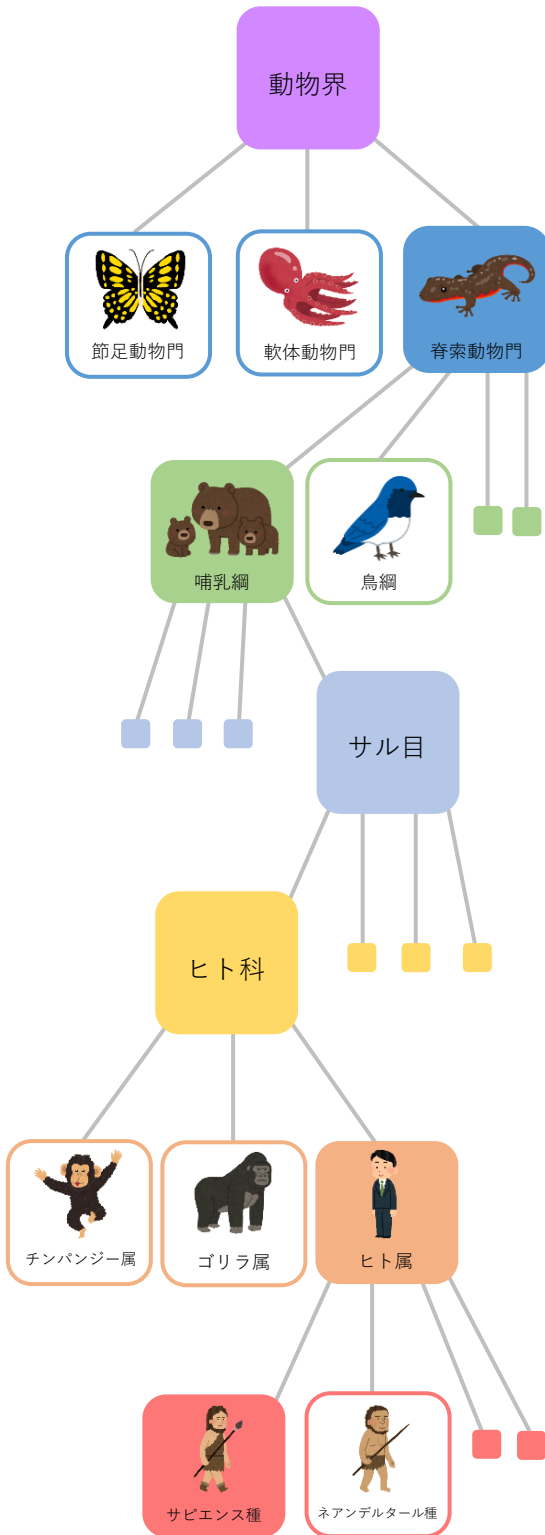 動物界
節足動物門
軟体動物門
脊索動物門
哺乳綱
鳥綱
サル目
ヒト科
チンパンジー属
ゴリラ属
ヒト属
サピエンス種
ネアンデルタール種